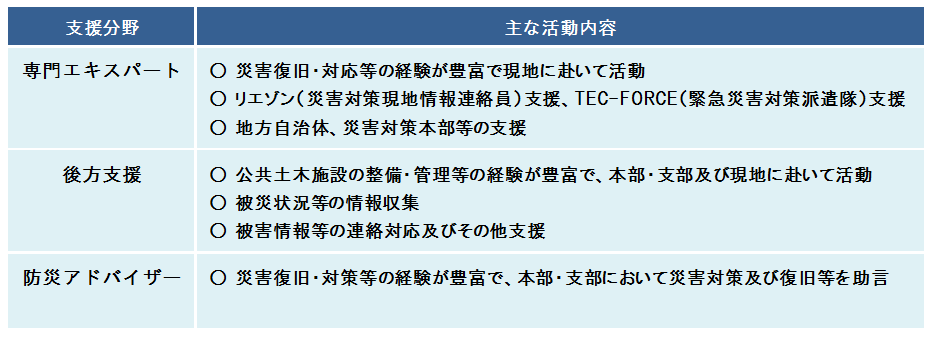 支援分野 主な活動内容
専門エキスパート ○ 災害復旧・対応等の経験が豊富で現地に赴いて活動
○ リエゾン(災害対策現地情報連絡員)支援、TEC-FORCE(緊急災害対策派遣隊)支援
○ 地方自治体、災害対策本部等の支援
後方支援 ○ 公共土木施設の整備・管理等の経験が豊富で、本部・支部及び現地に赴いて活動
○ 被災状況等の情報収集
○ 被害情報等の連絡対応及びその他支援
防災アドバイザー ○ 災害復旧・対策等の経験が豊富で、本部・支部において災害対策及び復旧等を助言